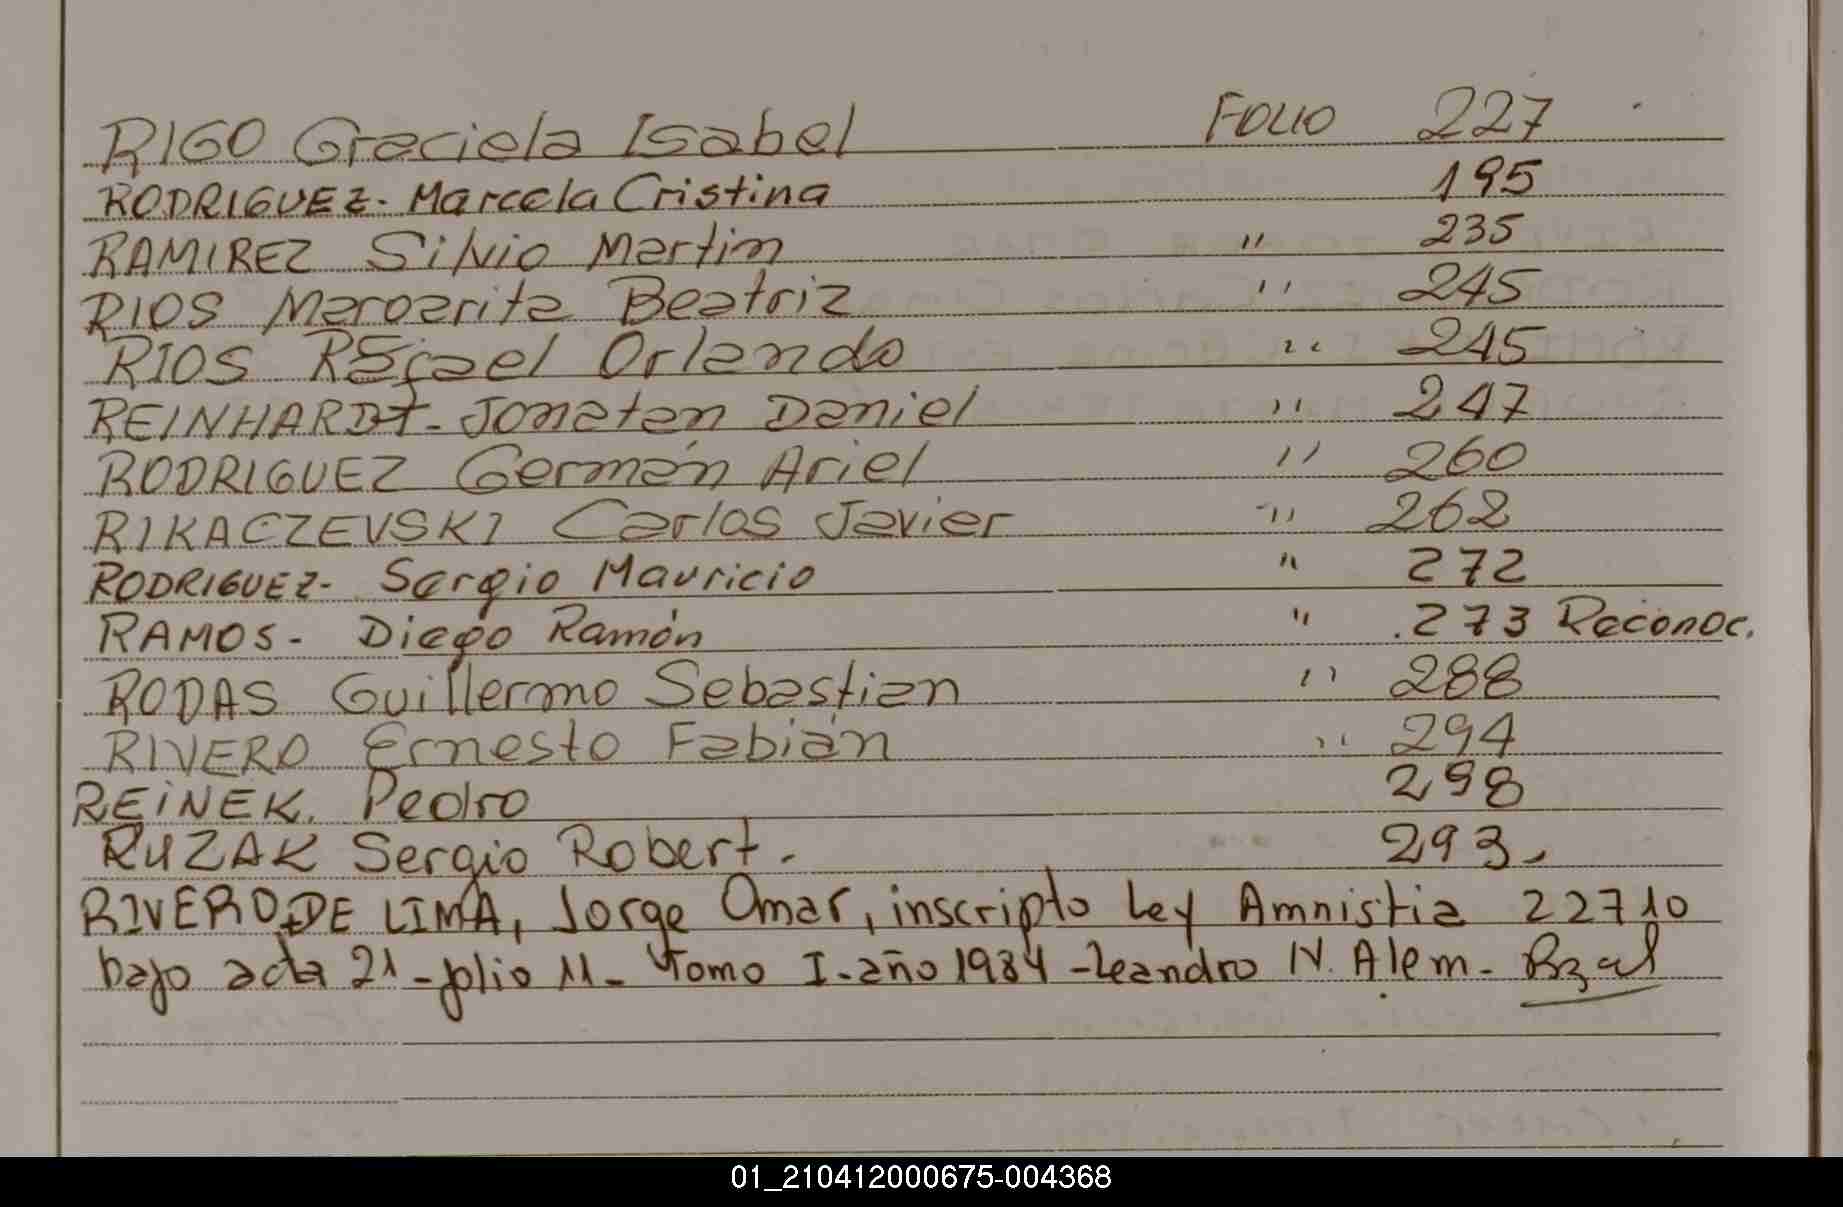 RIGO Graciela Isabel FOLIO 227
RODRIGUEZ- Marcela Cristina 195
RAMIREZ Silvio Martin " 235
RIOS Margarita Beatriz " 245
RIOS Rafael Orlando " 245
REINHARDT- Jonatan Daniel " 247
RODRIGUEZ Germán Ariel " 260
RIKACZEVSKI Carlos Javier " 262
RODRIGUEZ- Sergio Mauricio " 272
RAMOS- Diego Ramón " 273 Reconoc.
RODAS Guillermo Sebastian " 288
RIVERO Ernesto Fabián " 294
REINEK. Pedro 298
RUZAK Sergio Robert. 293.
RIVERO DE LIMA, Jorge Omar, inscripto Ley Amnistia 22710
bajo acta 21-folio 11- Tomo I-año 1984-Leandro N. Alem-
01_210412000675-004368